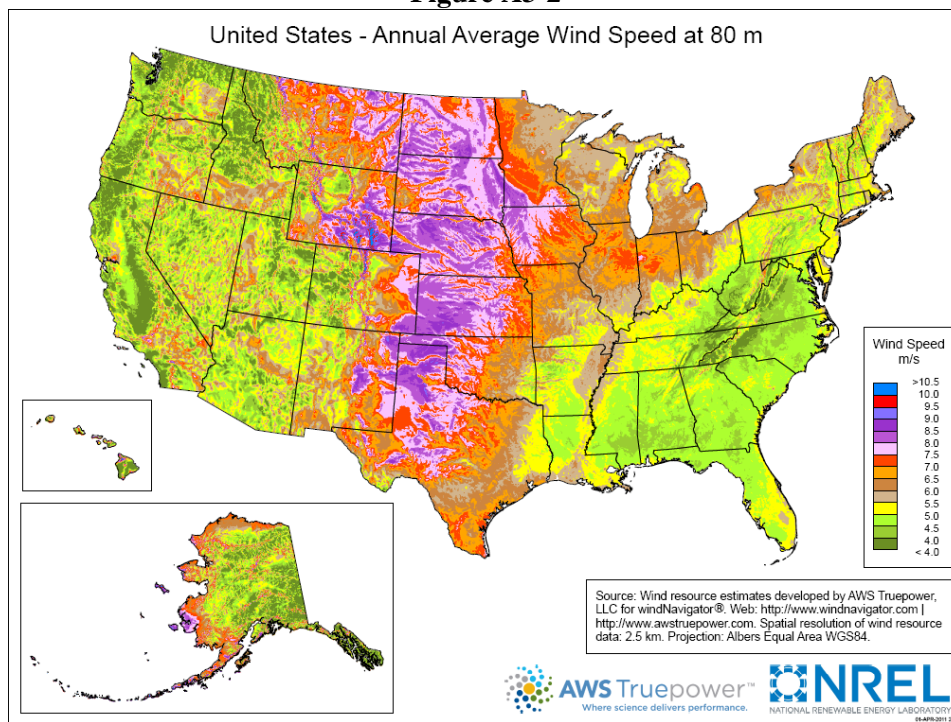 Figure A3-2
United States - Annual Average Wind Speed at 80 m
Wind Speed
m/s
>10.5
10.0
9.5
9.0
8.5
8.0
7.5
7.0
6.5
6.0
5.5
5.0
4.5
4.0
< 4.0
Source: Wind resource estimates developed by AWS Truepower,
LLC for windNavigator®. Web: http://www.windnavigator.com |
http://www.awstruepower.com. Spatial resolution of wind resource
data: 2.5 km. Projection: Albers Equal Area WGS84.
AWS Truepower™
Where science delivers performance.
NREL
NATIONAL RENEWABLE ENERGY LABORATORY